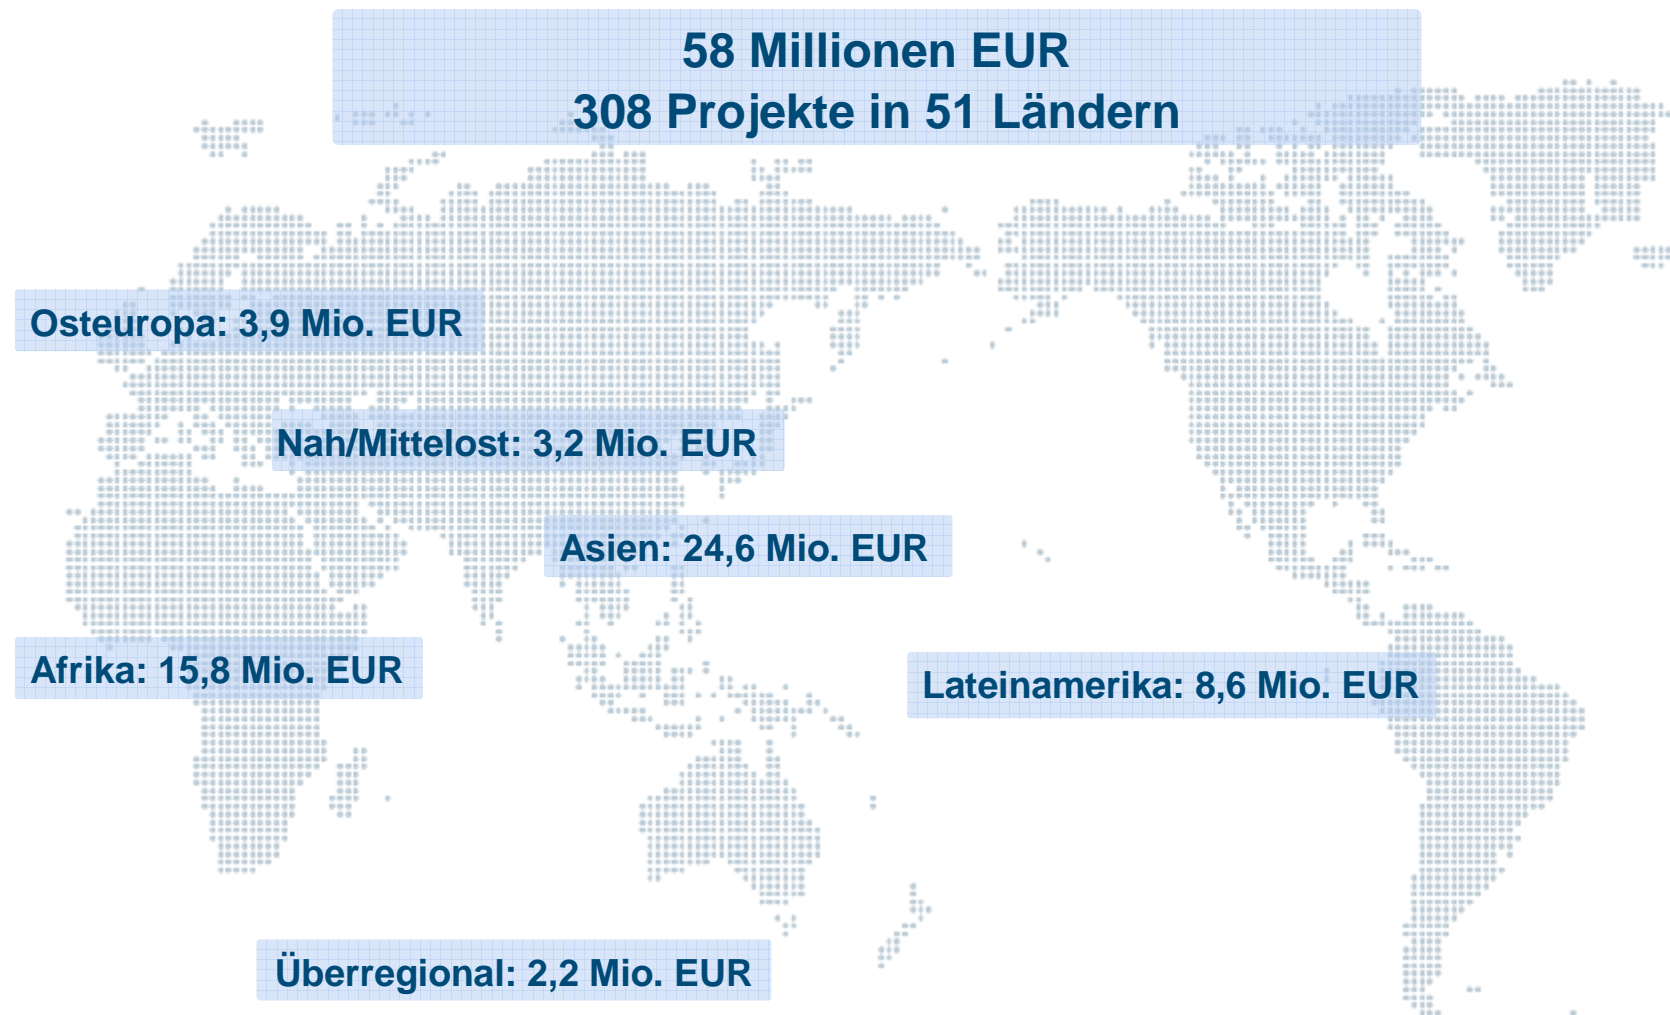 58 Millionen EUR
308 Projekte in 51 Ländern
Osteuropa: 3,9 Mio. EUR
Nah/Mittelost: 3,2 Mio. EUR
Asien: 24,6 Mio. EUR
Afrika: 15,8 Mio. EUR
Lateinamerika: 8,6 Mio. EUR
Überregional: 2,2 Mio. EUR